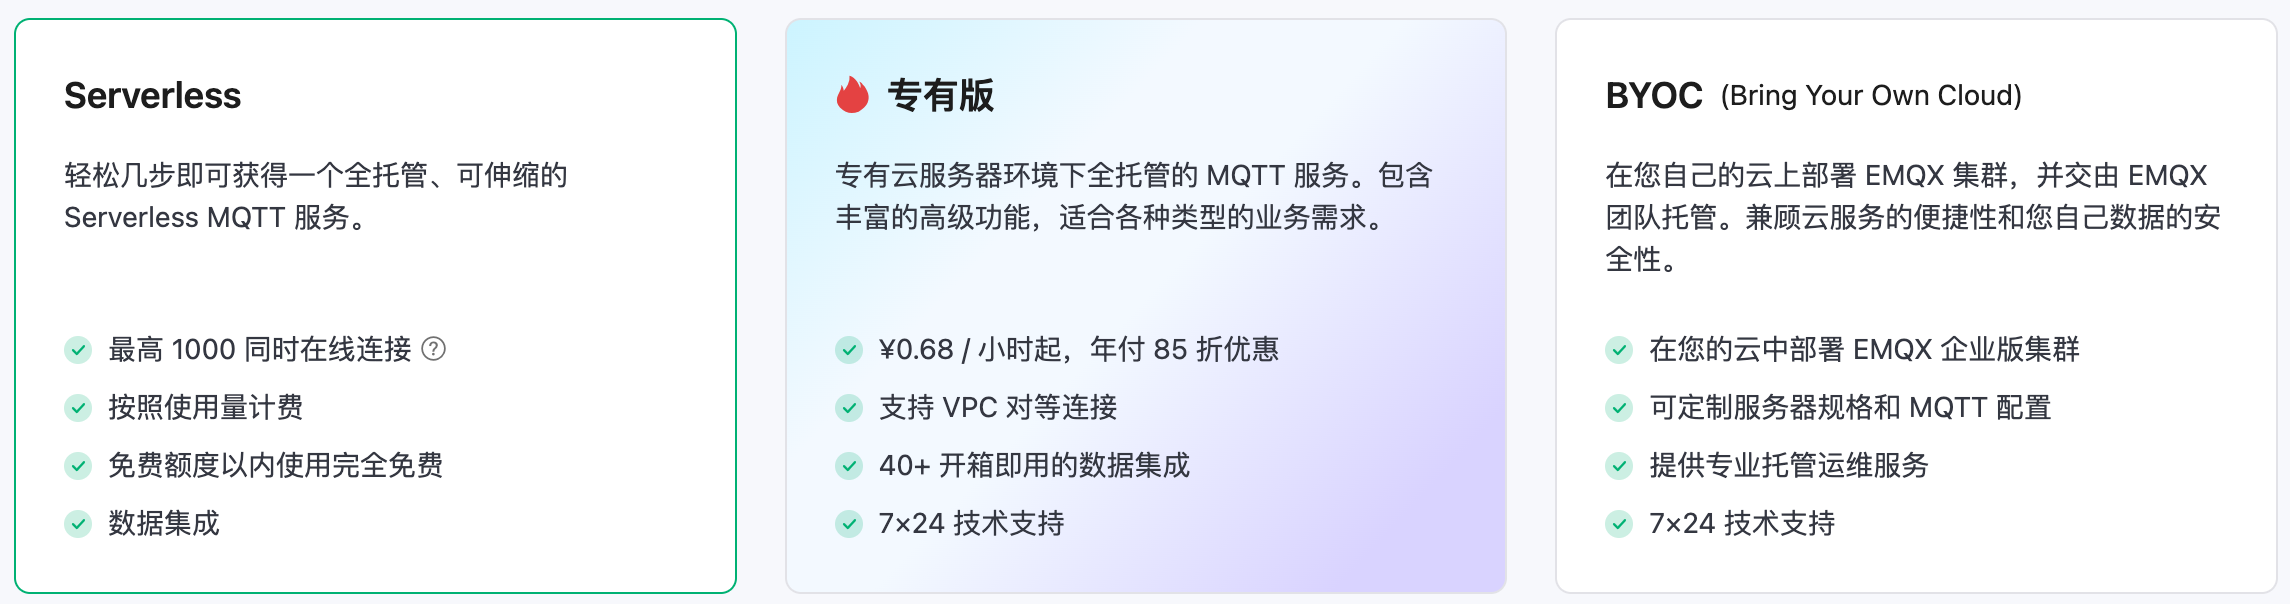 Serverless
轻松几步即可获得一个全托管、可伸缩的
Serverless MQTT 服务。
最高 1000 同时在线连接 ?
按照使用量计费
免费额度以内使用完全免费
数据集成
专有版
专有云服务器环境下全托管的 MQTT 服务。包含
丰富的高级功能，适合各种类型的业务需求。
¥0.68 / 小时起，年付 85 折优惠
支持 VPC 对等连接
40+ 开箱即用的数据集成
7×24 技术支持
BYOC (Bring Your Own Cloud)
在您自己的云上部署 EMQX 集群，并交由 EMQX
团队托管。兼顾云服务的便捷性和您自己数据的安
全性。
在您的云中部署 EMQX 企业版集群
可定制服务器规格和 MQTT 配置
提供专业托管运维服务
7×24 技术支持